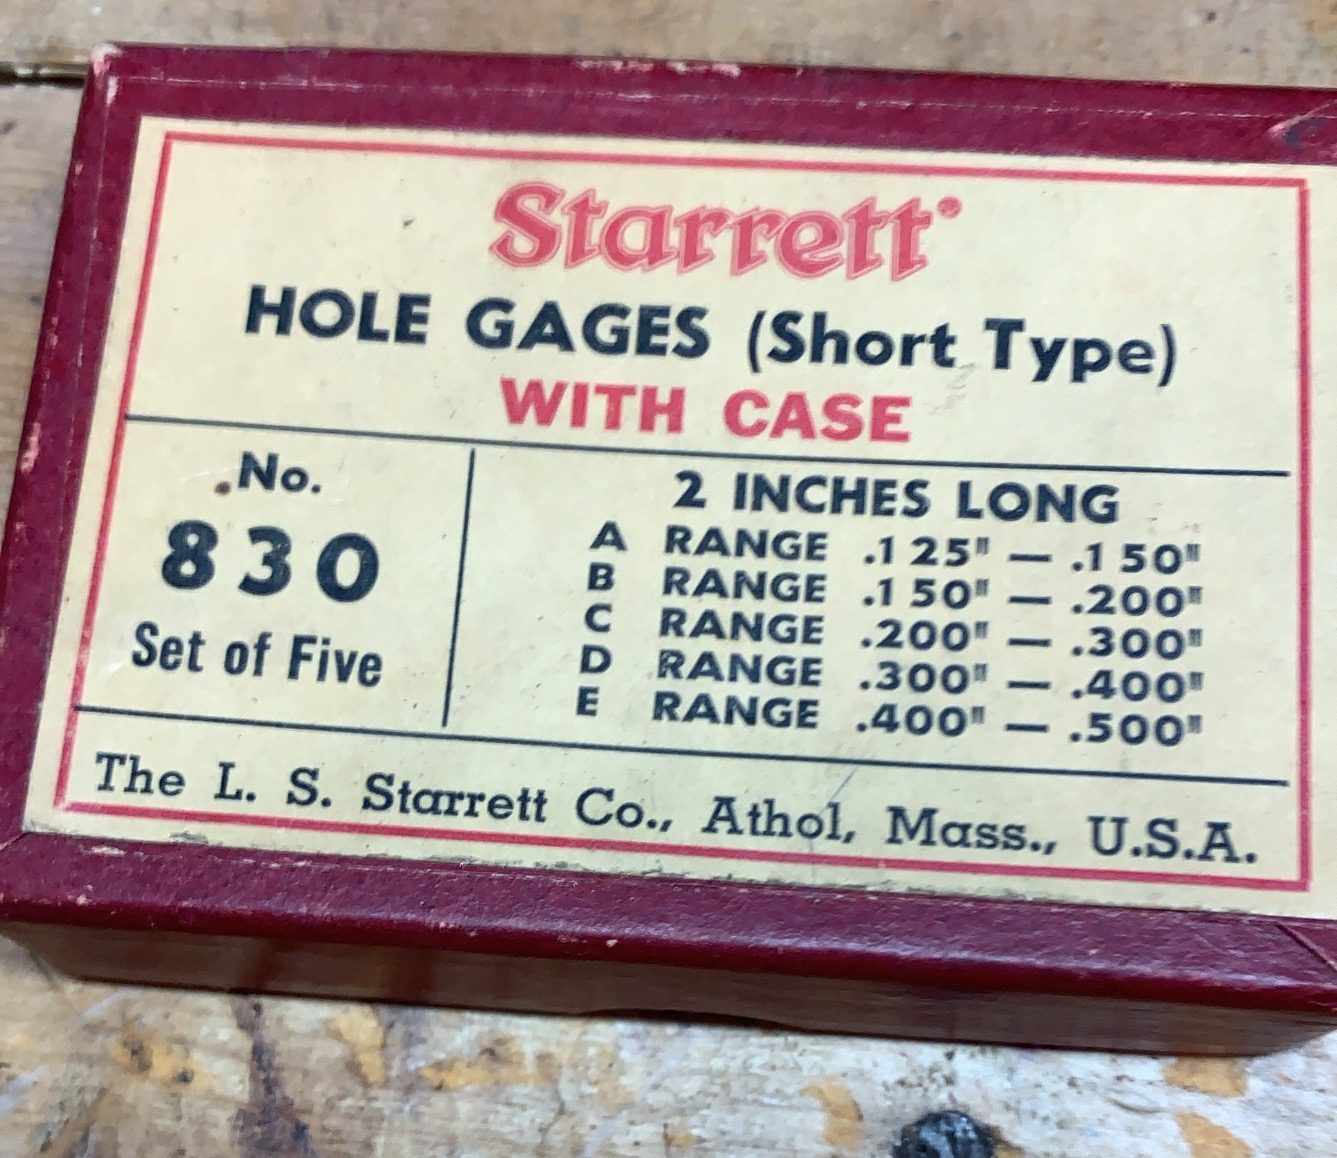 Starrett
HOLE GAGES (Short Type)
WITH CASE
No.
830
Set of Five
2 INCHES LONG
A RANGE .125" — .150"
B RANGE .150" — .200"
C RANGE .200" — .300"
D RANGE .300" — .400"
E RANGE .400" — .500"
The L. S. Starrett Co., Athol, Mass., U.S.A.